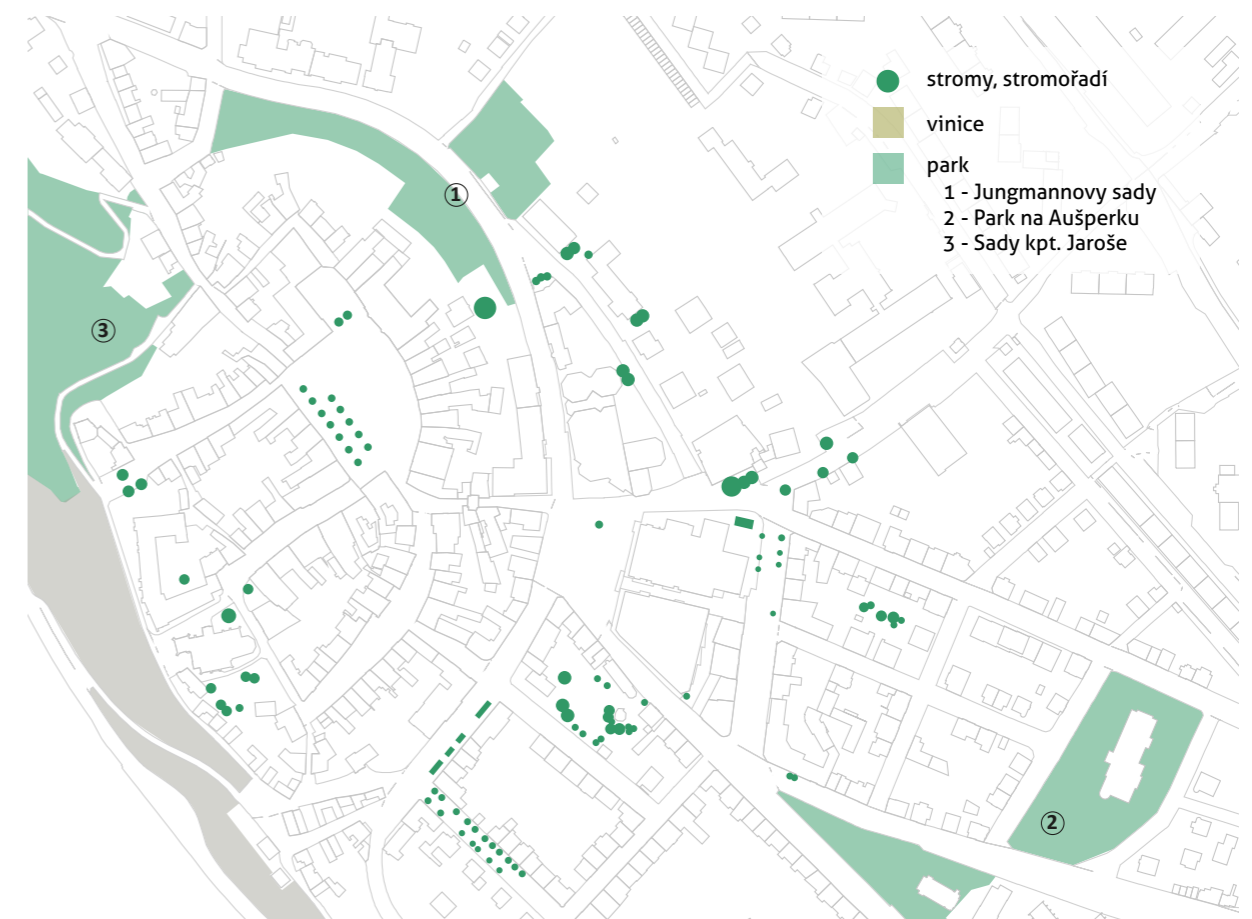 stromy, stromořadí
vinice
park
1 - Jungmannovy sady
2 - Park na Aušperku
3 - Sady kpt. Jaroše
1
3
2